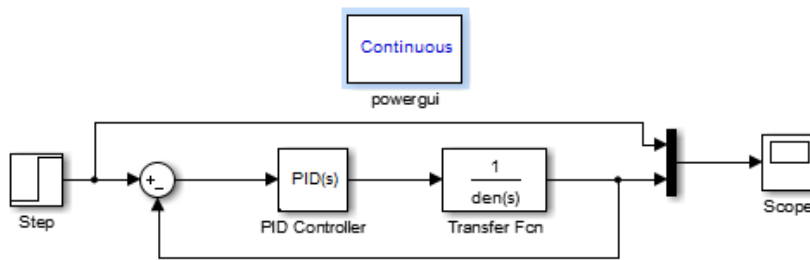 Continuous
powergui
+
-
PID(s)
1
den(s)
Step
PID Controller
Transfer Fcn
Scope